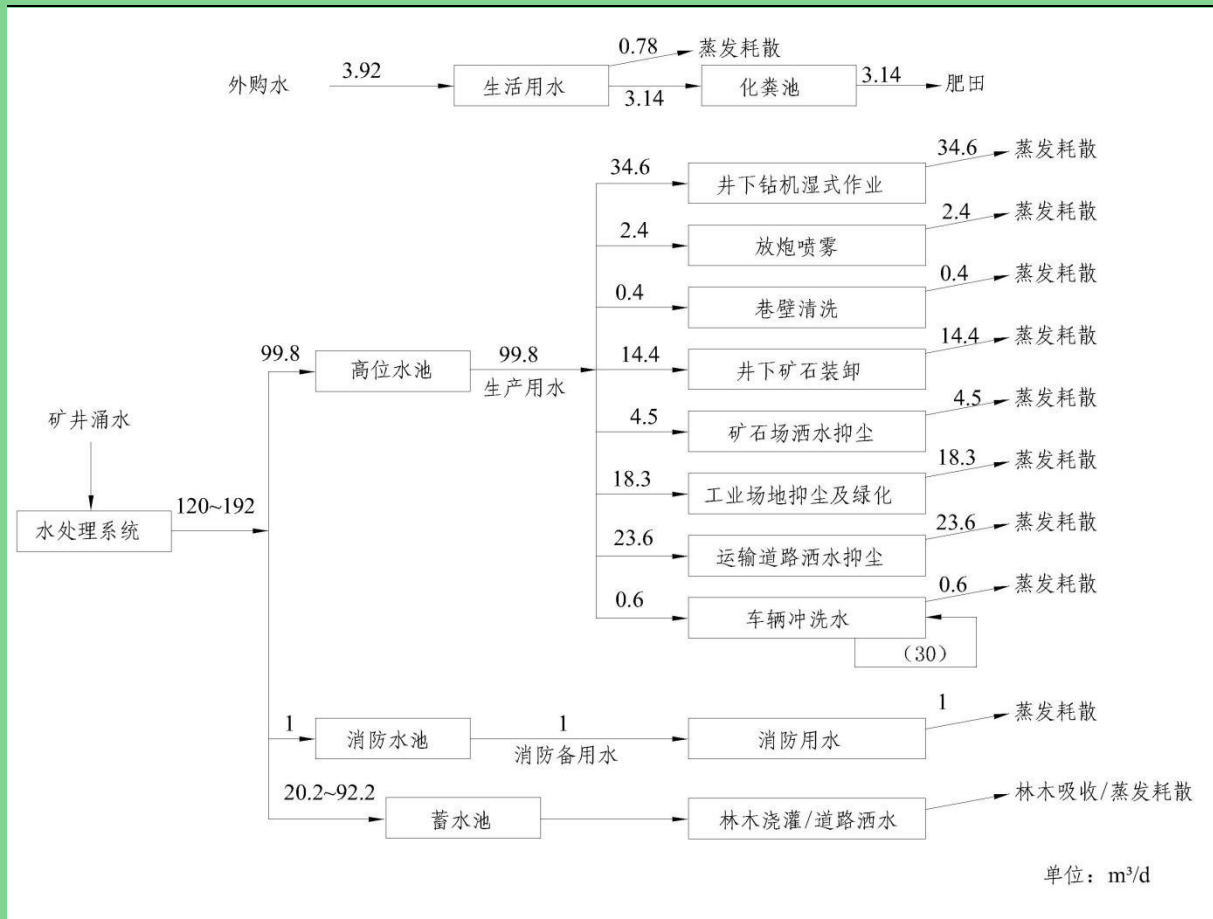 0.78
蒸发耗散
外购水
3.92
生活用水
3.14
化粪池
3.14
肥田
34.6
井下钻机湿式作业
34.6
蒸发耗散
2.4
放炮喷雾
2.4
蒸发耗散
0.4
巷壁清洗
0.4
蒸发耗散
99.8
高位水池
99.8
生产用水
14.4
井下矿石装卸
14.4
蒸发耗散
4.5
矿石场洒水抑尘
4.5
蒸发耗散
矿井涌水
水处理系统
120~192
18.3
工业场地抑尘及绿化
18.3
蒸发耗散
23.6
运输道路洒水抑尘
23.6
蒸发耗散
0.6
车辆冲洗水
0.6
蒸发耗散
(30)
1
消防水池
1
消防备用水
消防用水
1
蒸发耗散
20.2~92.2
蓄水池
林木浇灌/道路洒水
林木吸收/蒸发耗散
单位：m³/d